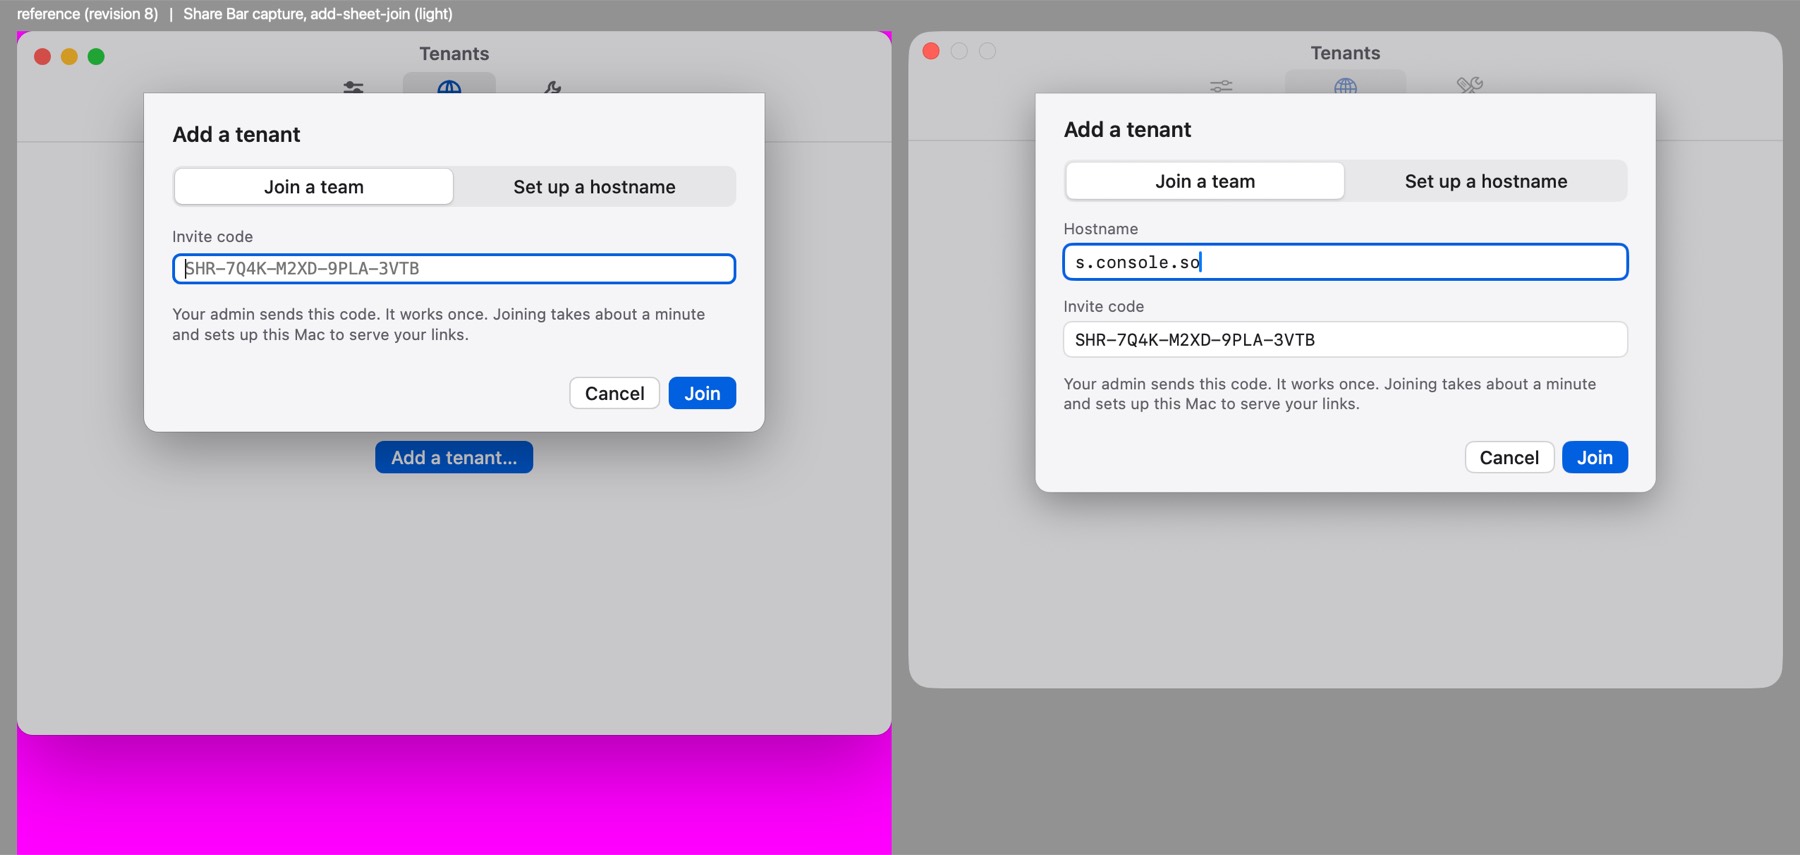 reference (revision 8) | Share Bar capture, add-sheet-join (light)
Tenants
Add a tenant
Join a team
Set up a hostname
Invite code
SHR-7Q4K-M2XD-9PLA-3VTB
Your admin sends this code. It works once. Joining takes about a minute
and sets up this Mac to serve your links.
Cancel
Join
Add a tenant...
Tenants
Add a tenant
Join a team
Set up a hostname
Hostname
s.console.so
Invite code
SHR-7Q4K-M2XD-9PLA-3VTB
Your admin sends this code. It works once. Joining takes about a minute
and sets up this Mac to serve your links.
Cancel
Join